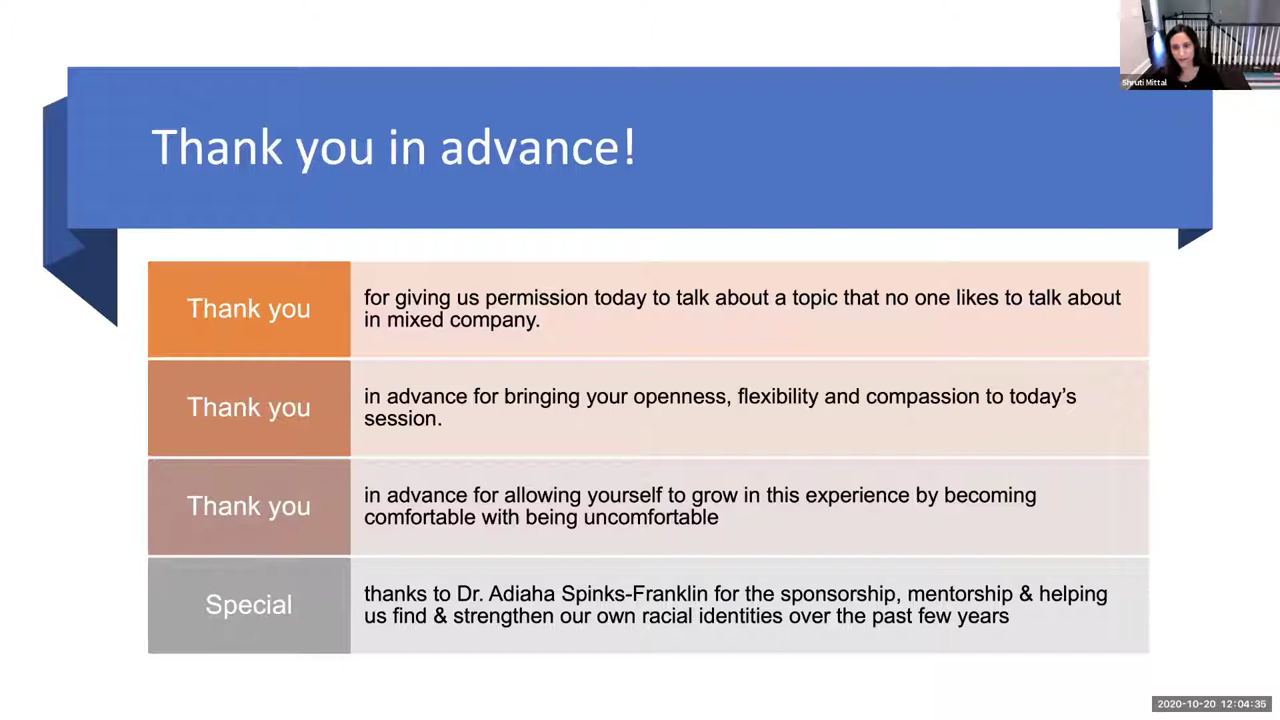 Shruti Mittal
Thank you in advance!
Thank you
for giving us permission today to talk about a topic that no one likes to talk about
in mixed company.
Thank you
in advance for bringing your openness, flexibility and compassion to today's
session.
Thank you
in advance for allowing yourself to grow in this experience by becoming
comfortable with being uncomfortable
Special
thanks to Dr. Adiaha Spinks-Franklin for the sponsorship, mentorship & helping
us find & strengthen our own racial identities over the past few years
2020-10-20 12:04:35